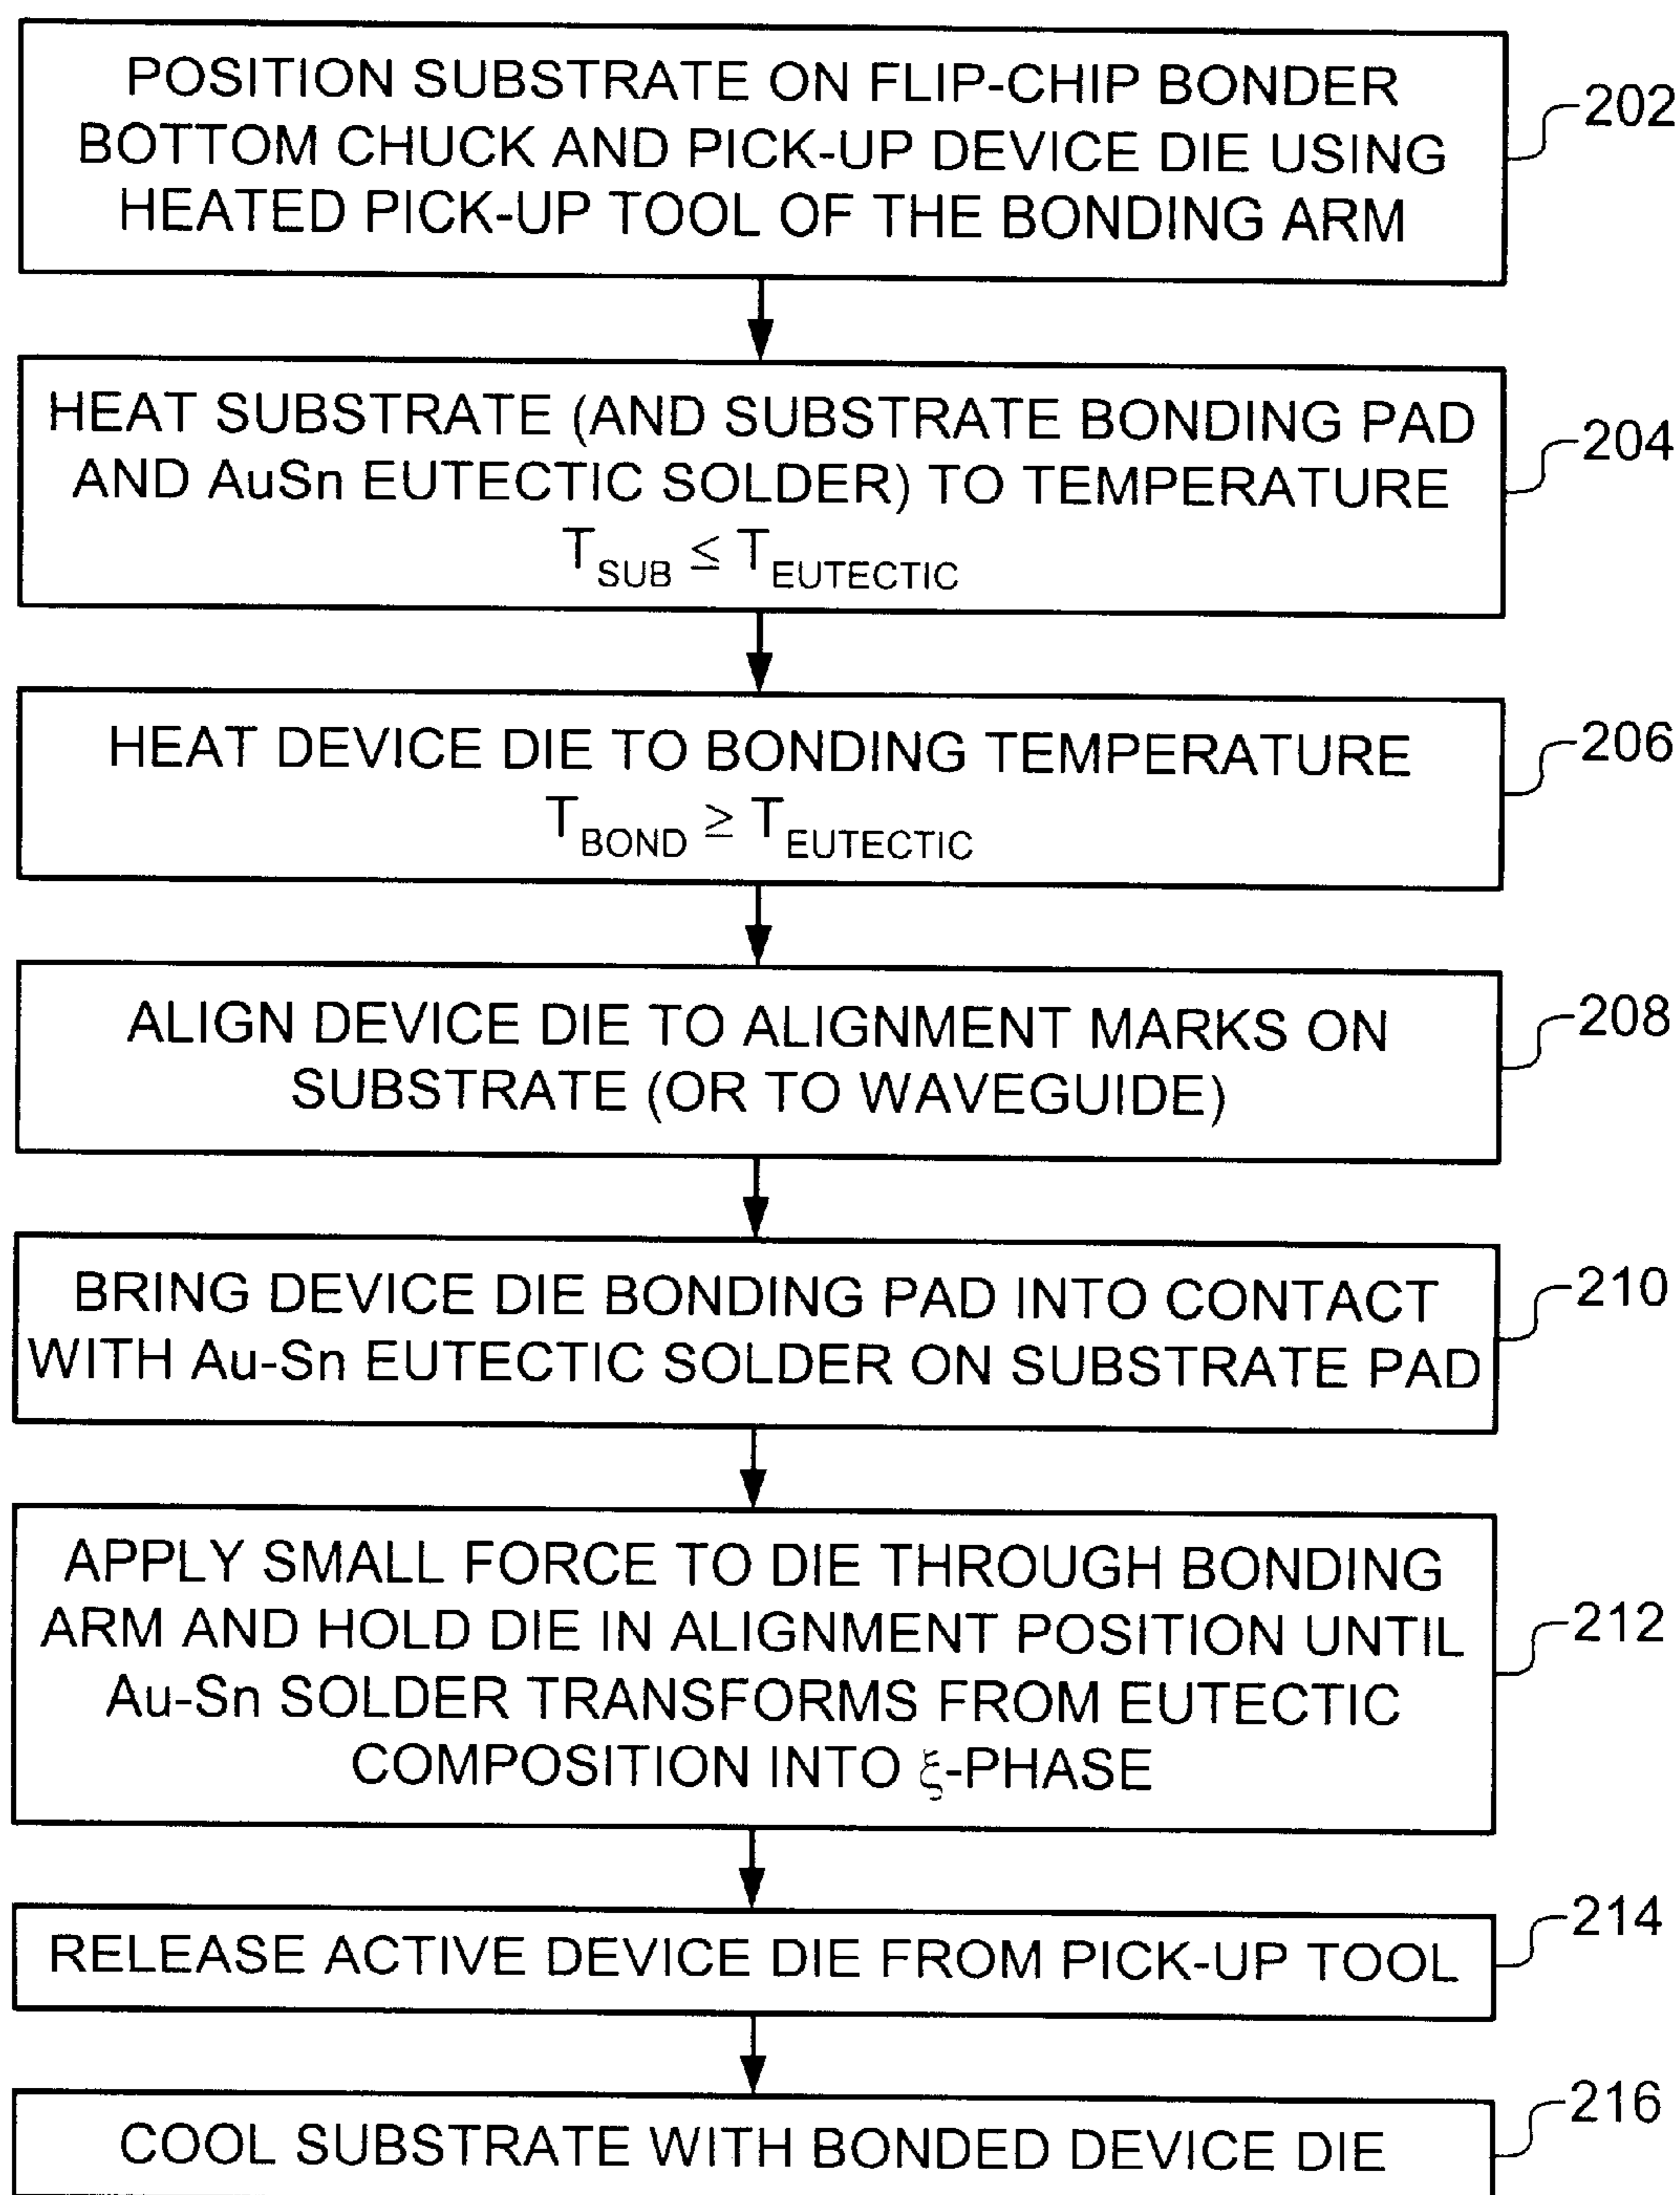 POSITION SUBSTRATE ON FLIP-CHIP BONDER
BOTTOM CHUCK AND PICK-UP DEVICE DIE USING
HEATED PICK-UP TOOL OF THE BONDING ARM
202
HEAT SUBSTRATE (AND SUBSTRATE BONDING PAD
AND AuSn EUTECTIC SOLDER) TO TEMPERATURE
T_SUB ≤ T_EUTECTIC
204
HEAT DEVICE DIE TO BONDING TEMPERATURE
T_BOND ≥ T_EUTECTIC
206
ALIGN DEVICE DIE TO ALIGNMENT MARKS ON
SUBSTRATE (OR TO WAVEGUIDE)
208
BRING DEVICE DIE BONDING PAD INTO CONTACT
WITH Au-Sn EUTECTIC SOLDER ON SUBSTRATE PAD
210
APPLY SMALL FORCE TO DIE THROUGH BONDING
ARM AND HOLD DIE IN ALIGNMENT POSITION UNTIL
Au-Sn SOLDER TRANSFORMS FROM EUTECTIC
COMPOSITION INTO ξ-PHASE
212
RELEASE ACTIVE DEVICE DIE FROM PICK-UP TOOL
214
COOL SUBSTRATE WITH BONDED DEVICE DIE
216